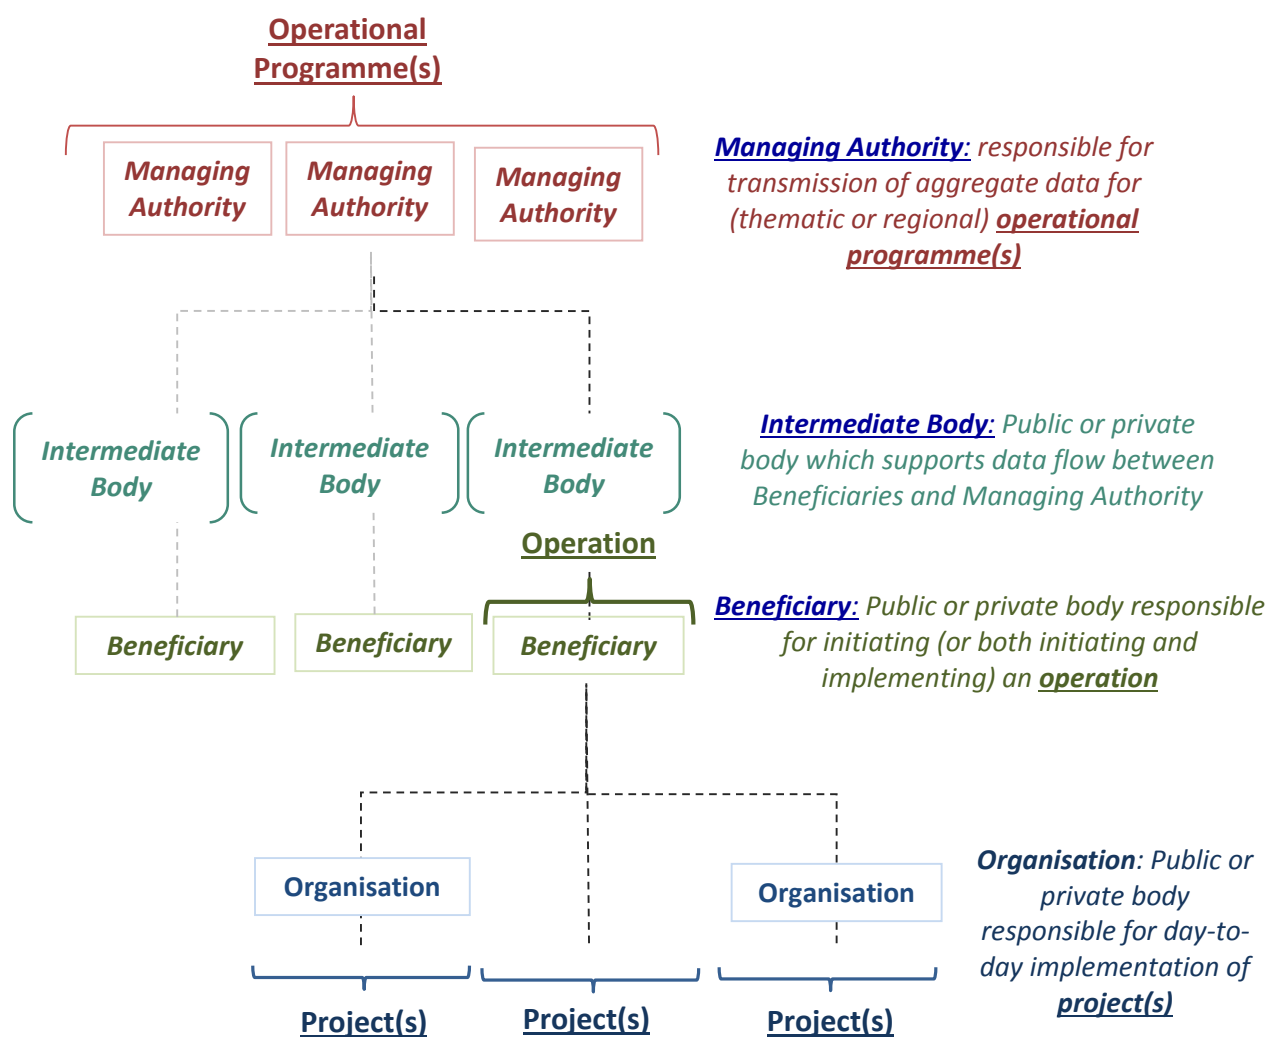 Operational
Programme(s)
Managing
Authority
Managing
Authority
Managing
Authority
Managing Authority: responsible for
transmission of aggregate data for
(thematic or regional) operational
programme(s)
Intermediate
Body
Intermediate
Body
Intermediate
Body
Intermediate Body: Public or private
body which supports data flow between
Beneficiaries and Managing Authority
Operation
Beneficiary
Beneficiary
Beneficiary
Beneficiary: Public or private body responsible
for initiating (or both initiating and
implementing) an operation
Organisation
Organisation
Organisation: Public or
private body
responsible for day-to-
day implementation of
project(s)
Project(s)
Project(s)
Project(s)